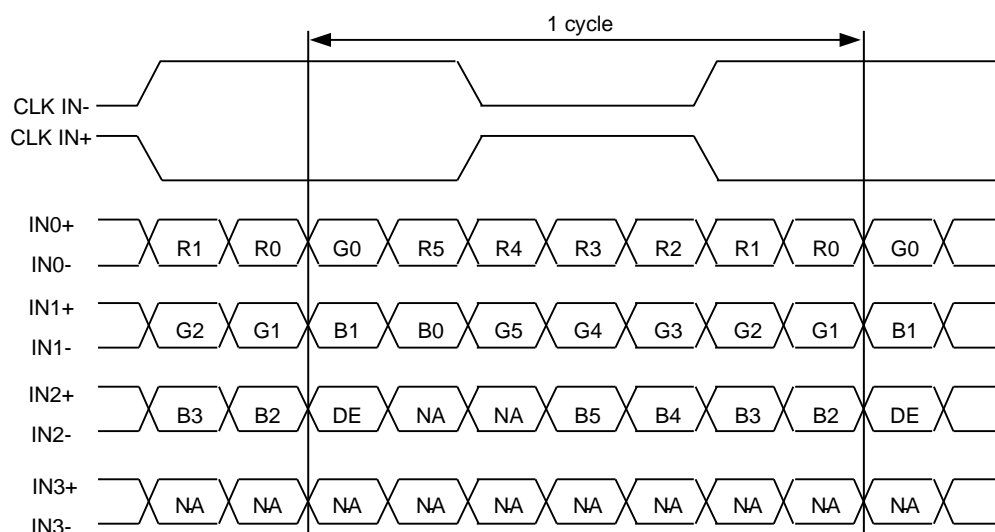 1 cycle
CLK IN-
CLK IN+
IN0+
R1 R0 G0 R5 R4 R3 R2 R1 R0 G0
IN0-
IN1+
G2 G1 B1 B0 G5 G4 G3 G2 G1 B1
IN1-
IN2+
B3 B2 DE NA NA B5 B4 B3 B2 DE
IN2-
IN3+
NA NA NA NA NA NA NA NA NA NA
IN3-